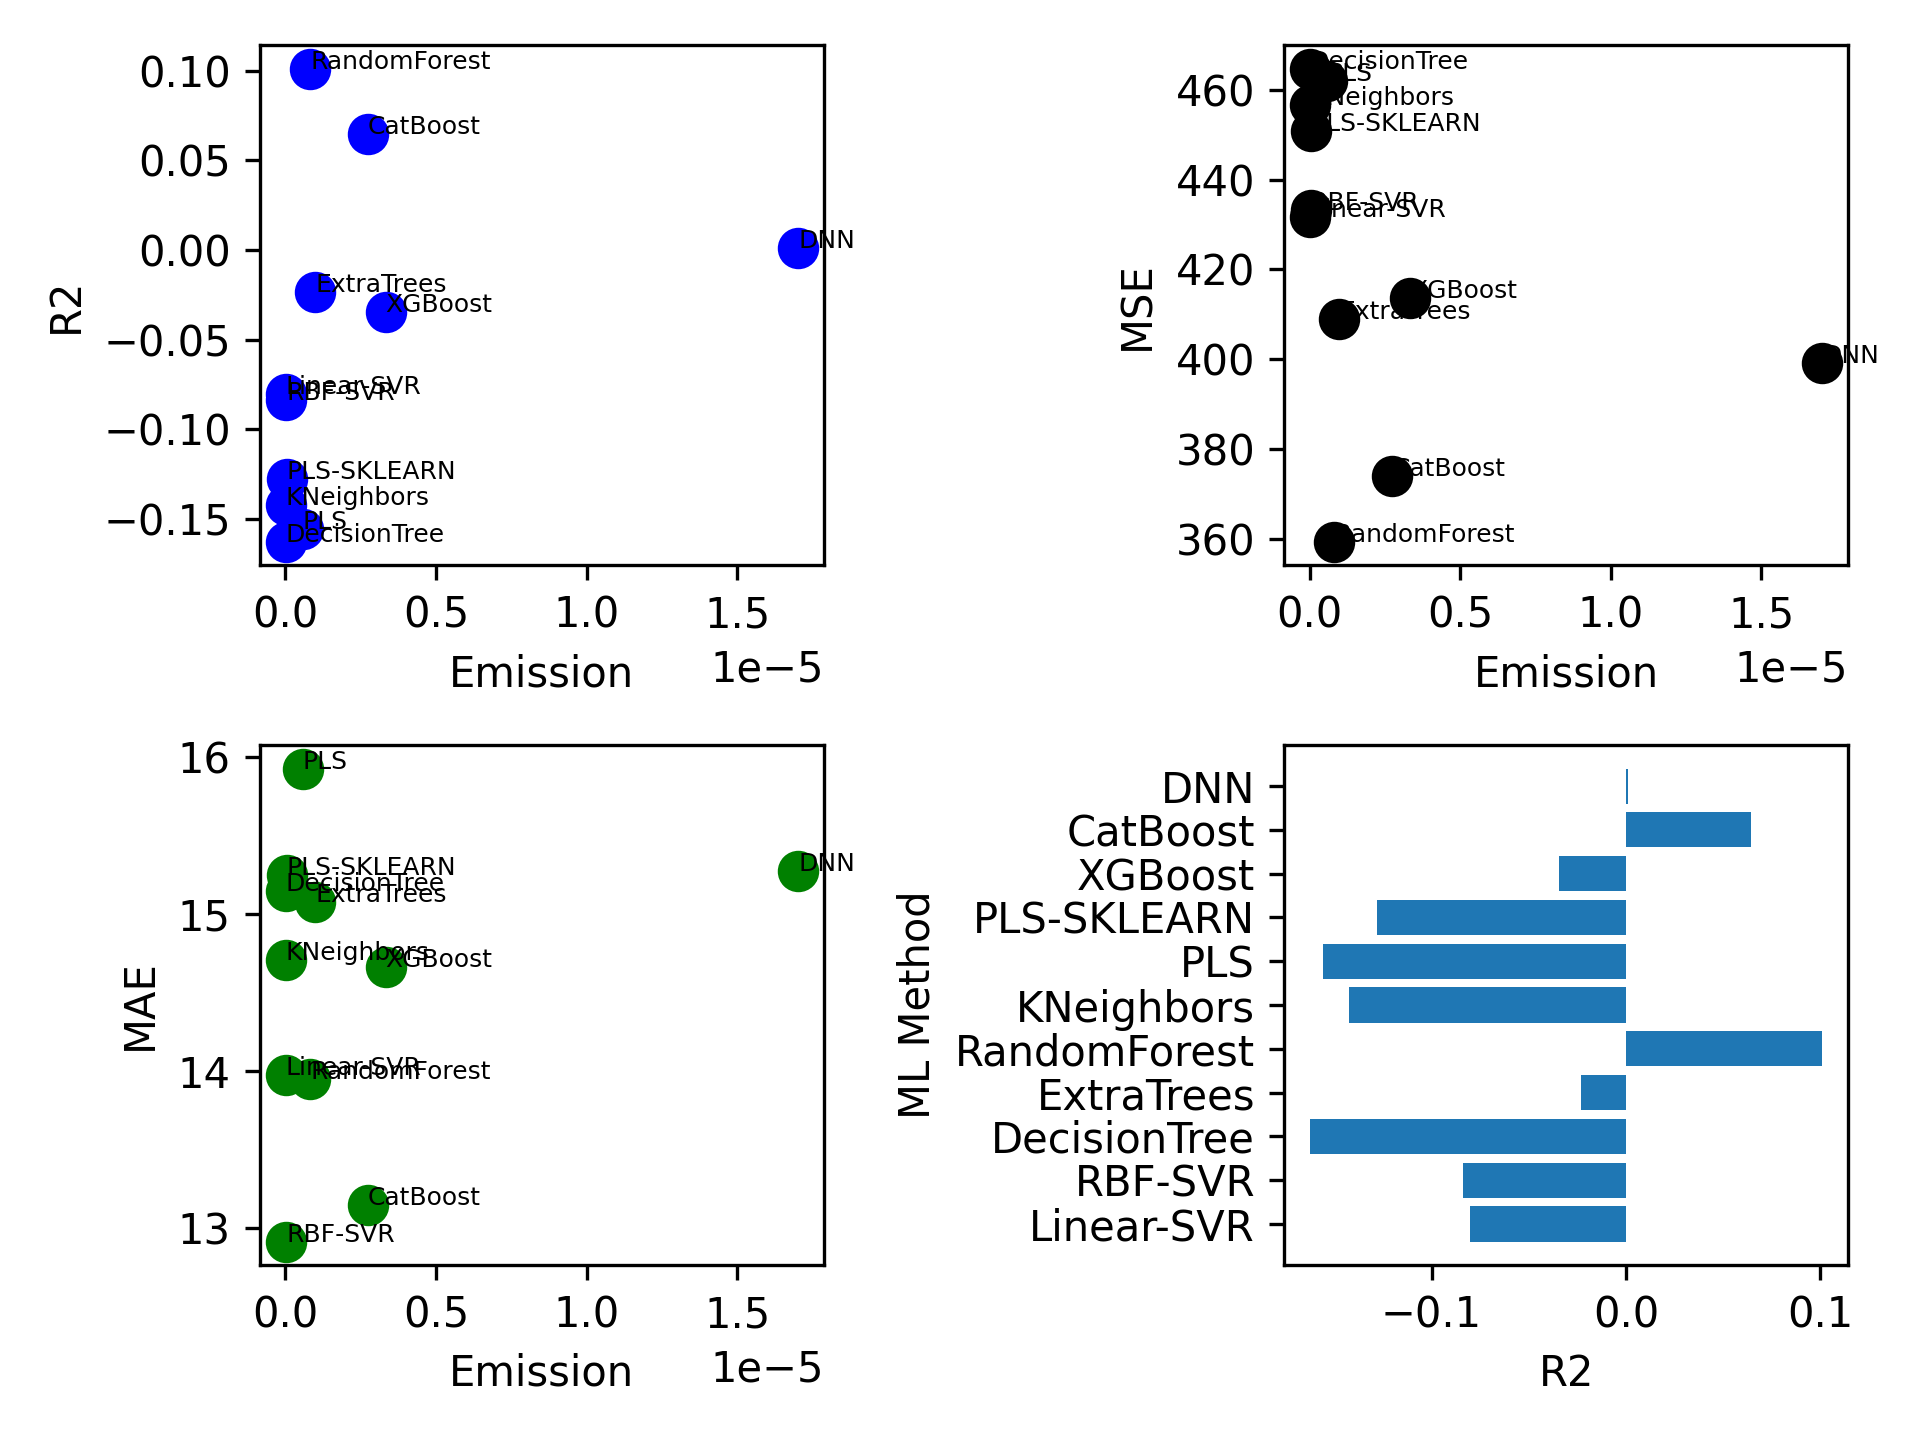 0.10
0.05
0.00
−0.05
−0.10
−0.15
R2
RandomForest
CatBoost
DNN
ExtraTrees
XGBoost
Linear-SVR
RBF-SVR
PLS-SKLEARN
KNeighbors
PLS
DecisionTree
0.0 0.5 1.0 1.5
Emission
1e−5
460
440
420
400
380
360
MSE
DecisionTree
PLS
KNeighbors
PLS-SKLEARN
RBF-SVR
Linear-SVR
XGBoost
ExtraTrees
DNN
CatBoost
RandomForest
0.0 0.5 1.0 1.5
Emission
1e−5
16
15
14
13
MAE
PLS
PLS-SKLEARN
DNN
DecisionTree
ExtraTrees
KNeighbors
XGBoost
Linear-SVR
RandomForest
CatBoost
RBF-SVR
0.0 0.5 1.0 1.5
Emission
1e−5
ML Method
DNN
CatBoost
XGBoost
PLS-SKLEARN
PLS
KNeighbors
RandomForest
ExtraTrees
DecisionTree
RBF-SVR
Linear-SVR
−0.1 0.0 0.1
R2